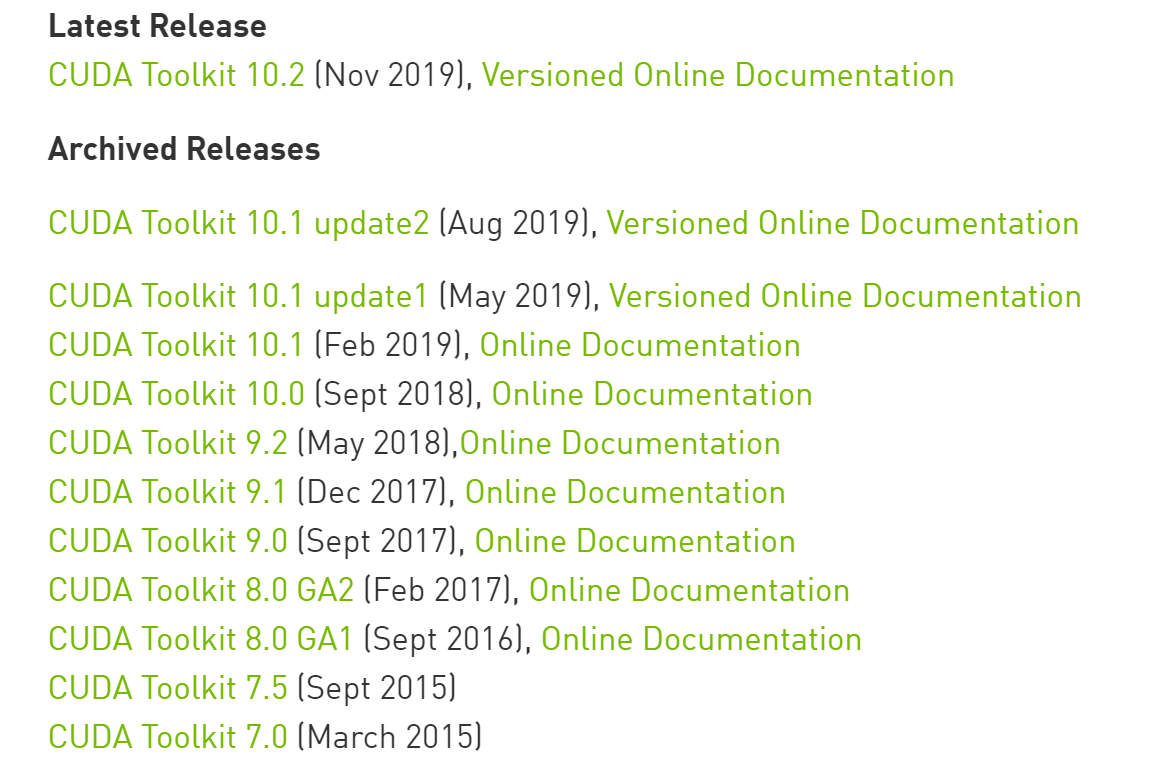 Latest Release
CUDA Toolkit 10.2 (Nov 2019), Versioned Online Documentation
Archived Releases
CUDA Toolkit 10.1 update2 (Aug 2019), Versioned Online Documentation
CUDA Toolkit 10.1 update1 (May 2019), Versioned Online Documentation
CUDA Toolkit 10.1 (Feb 2019), Online Documentation
CUDA Toolkit 10.0 (Sept 2018), Online Documentation
CUDA Toolkit 9.2 (May 2018),Online Documentation
CUDA Toolkit 9.1 (Dec 2017), Online Documentation
CUDA Toolkit 9.0 (Sept 2017), Online Documentation
CUDA Toolkit 8.0 GA2 (Feb 2017), Online Documentation
CUDA Toolkit 8.0 GA1 (Sept 2016), Online Documentation
CUDA Toolkit 7.5 (Sept 2015)
CUDA Toolkit 7.0 (March 2015)